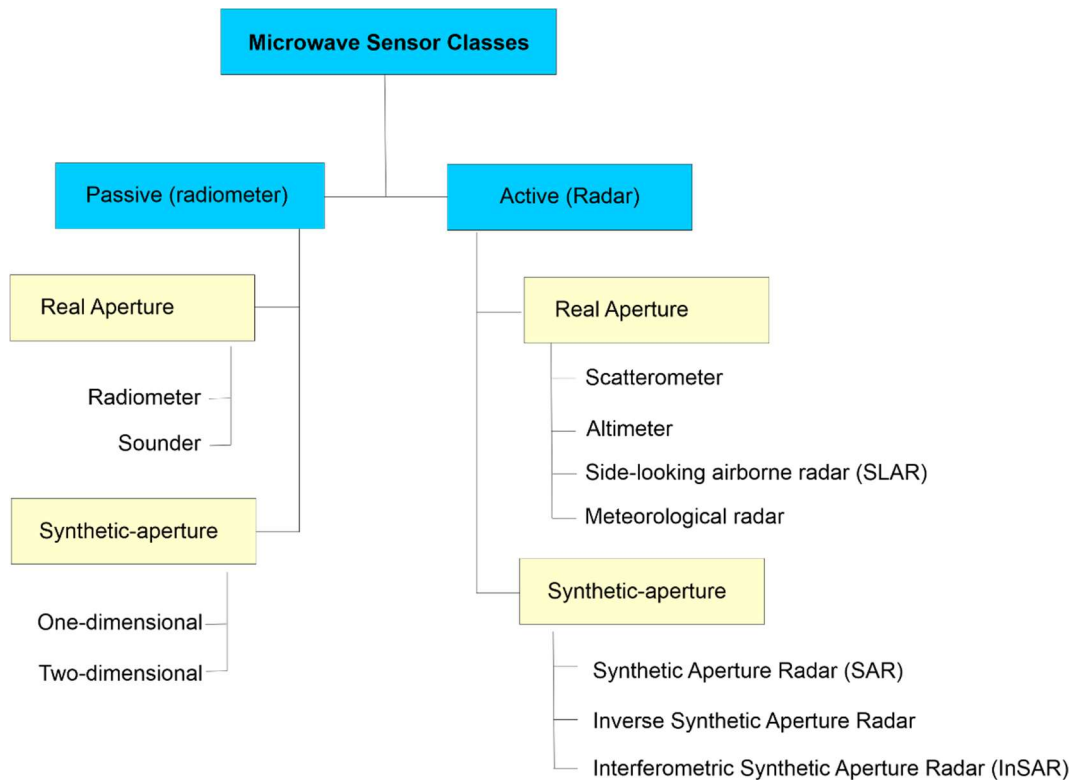 Microwave Sensor Classes
Passive (radiometer)
Active (Radar)
Real Aperture
Radiometer
Sounder
Synthetic-aperture
One-dimensional
Two-dimensional
Real Aperture
Scatterometer
Altimeter
Side-looking airborne radar (SLAR)
Meteorological radar
Synthetic-aperture
Synthetic Aperture Radar (SAR)
Inverse Synthetic Aperture Radar
Interferometric Synthetic Aperture Radar (InSAR)